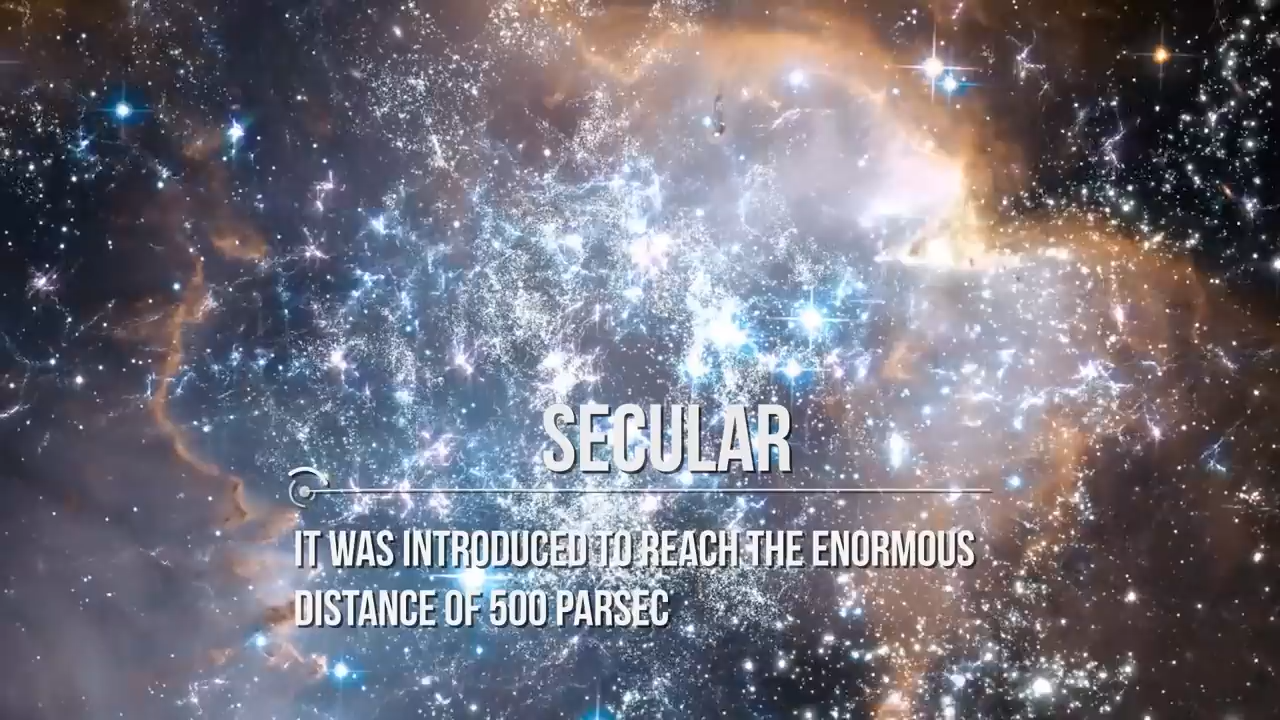 SECULAR
IT WAS INTRODUCED TO REACH THE ENORMOUS
DISTANCE OF 500 PARSEC